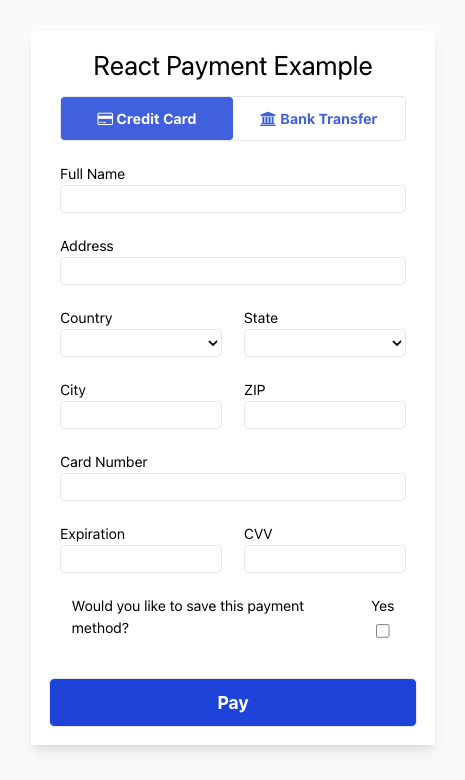 React Payment Example
Credit Card Bank Transfer
Full Name
Address
Country State
City ZIP
Card Number
Expiration CVV
Would you like to save this payment Yes
method?
Pay